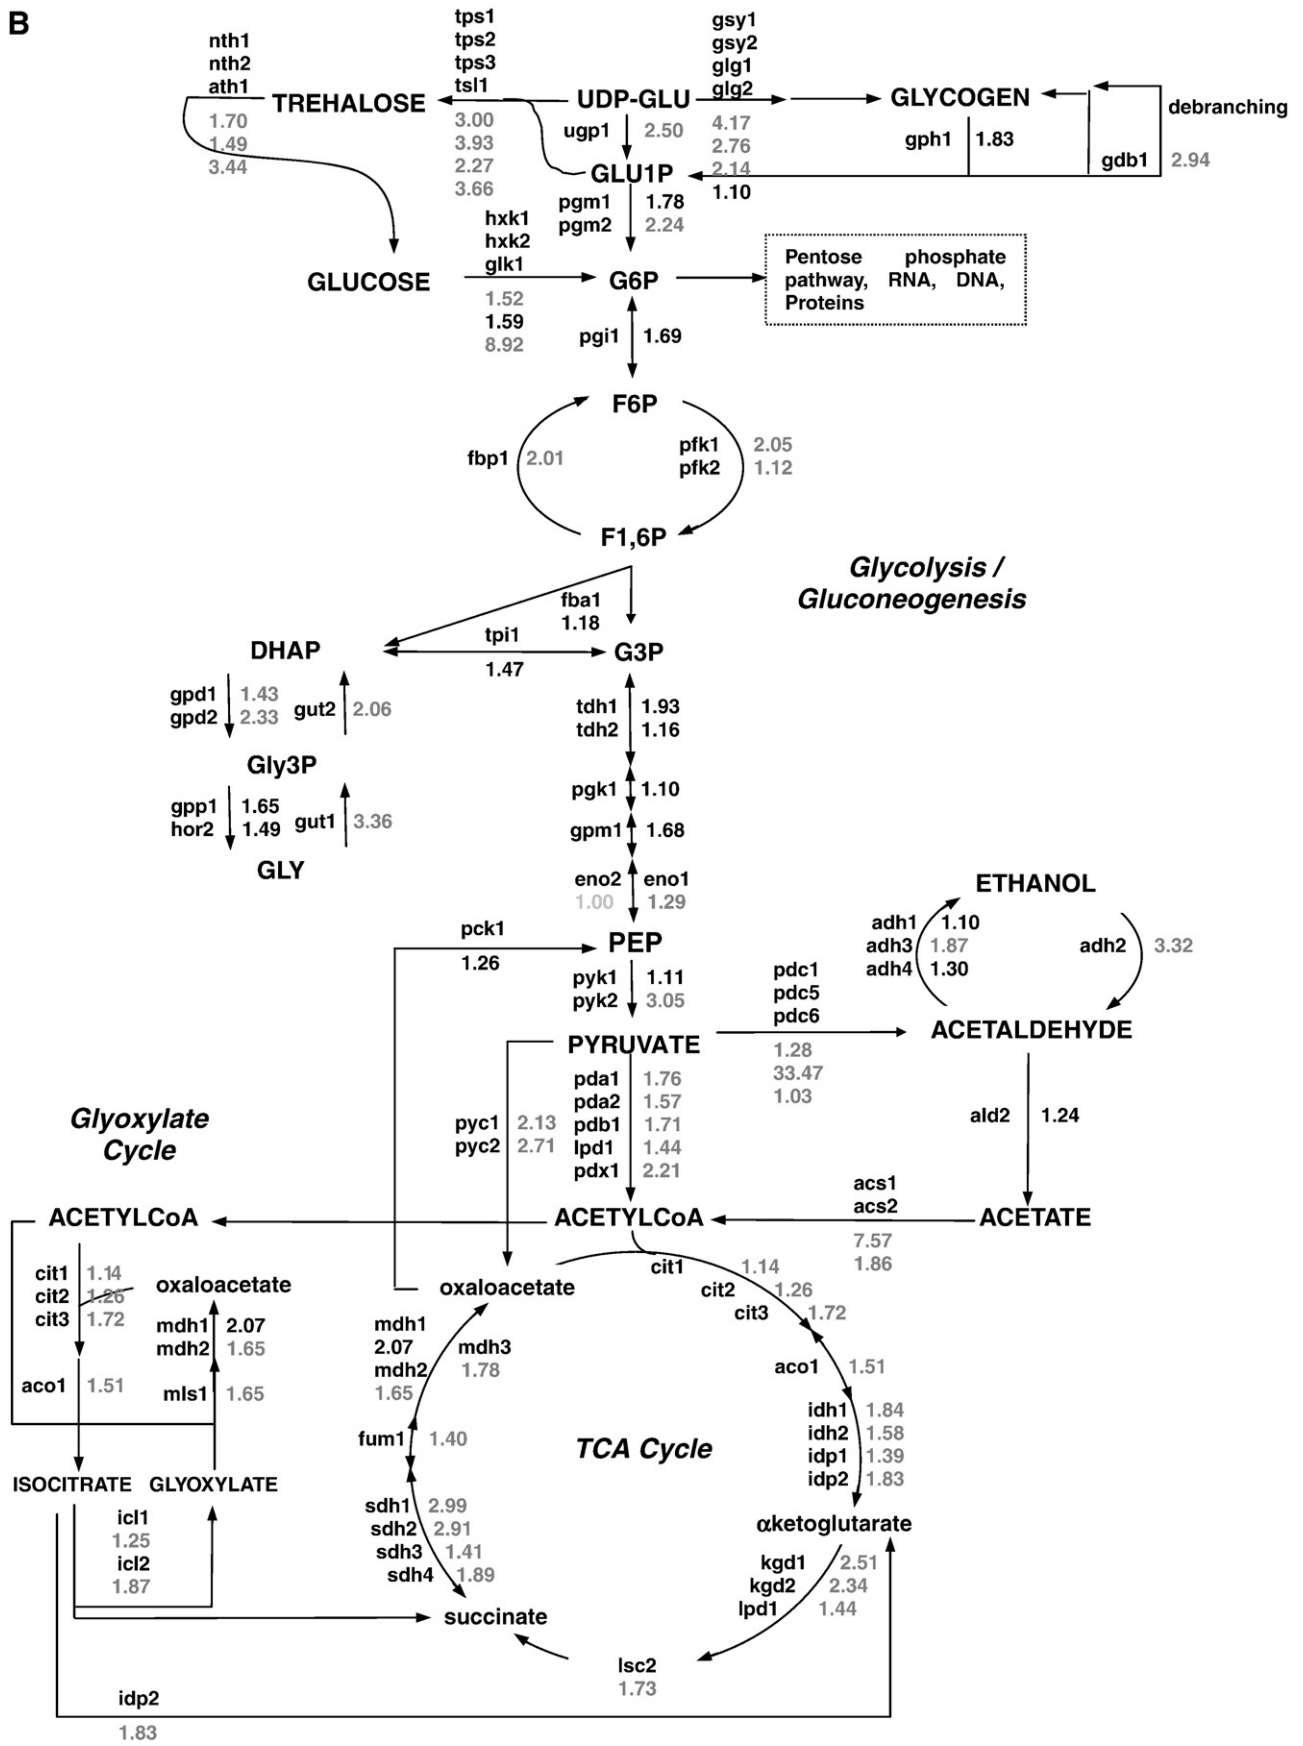 B
nth1
nth2
ath1
1.70
1.49
3.44
TREHALOSE
tps1
tps2
tps3
tsl1
3.00
3.93
2.27
3.66
UDP-GLU
ugp1 2.50
gsy1
gsy2
glg1
glg2
4.17
2.76
2.14
1.10
GLYCOGEN
gph1 1.83
debranching
gdb1 2.94
GLU1P
pgm1 1.78
pgm2 2.24
GLUCOSE
hxk1
hxk2
glk1
1.52
1.59
8.92
G6P
Pentose phosphate
pathway, RNA, DNA,
Proteins
pgi1 1.69
F6P
fbp1 2.01
pfk1 2.05
pfk2 1.12
F1,6P
Glycolysis /
Gluconeogenesis
fba1
1.18
DHAP
tpi1
1.47
G3P
gpd1 1.43
gpd2 2.33
gut2 2.06
Gly3P
gpp1 1.65
hor2 1.49
gut1 3.36
GLY
tdh1 1.93
tdh2 1.16
pgk1 1.10
gpm1 1.68
eno2 eno1
1.00 1.29
pck1
1.26
PEP
pyk1 1.11
pyk2 3.05
ETHANOL
adh1 1.10
adh3 1.87
adh4 1.30
adh2 3.32
PYRUVATE
pdc1
pdc5
pdc6
1.28
33.47
1.03
ACETALDEHYDE
pda1 1.76
pda2 1.57
pdb1 1.71
lpd1 1.44
pdx1 2.21
pyc1 2.13
pyc2 2.71
ald2 1.24
Glyoxylate
Cycle
ACETYLCoA
ACETYLCoA
acs1
acs2
7.57
1.86
ACETATE
cit1 1.14
cit2 1.26
cit3 1.72
oxaloacetate
mdh1 2.07
mdh2 1.65
aco1 1.51
mls1 1.65
ISOCITRATE GLYOXYLATE
icl1
1.25
icl2
1.87
oxaloacetate
cit1 1.14
cit2 1.26
cit3 1.72
mdh1
2.07
mdh2
1.65
mdh3
1.78
aco1 1.51
idh1 1.84
idh2 1.58
idp1 1.39
idp2 1.83
fum1 1.40
TCA Cycle
sdh1 2.99
sdh2 2.91
sdh3 1.41
sdh4 1.89
αketoglutarate
kgd1 2.51
kgd2 2.34
lpd1 1.44
succinate
lsc2
1.73
idp2
1.83